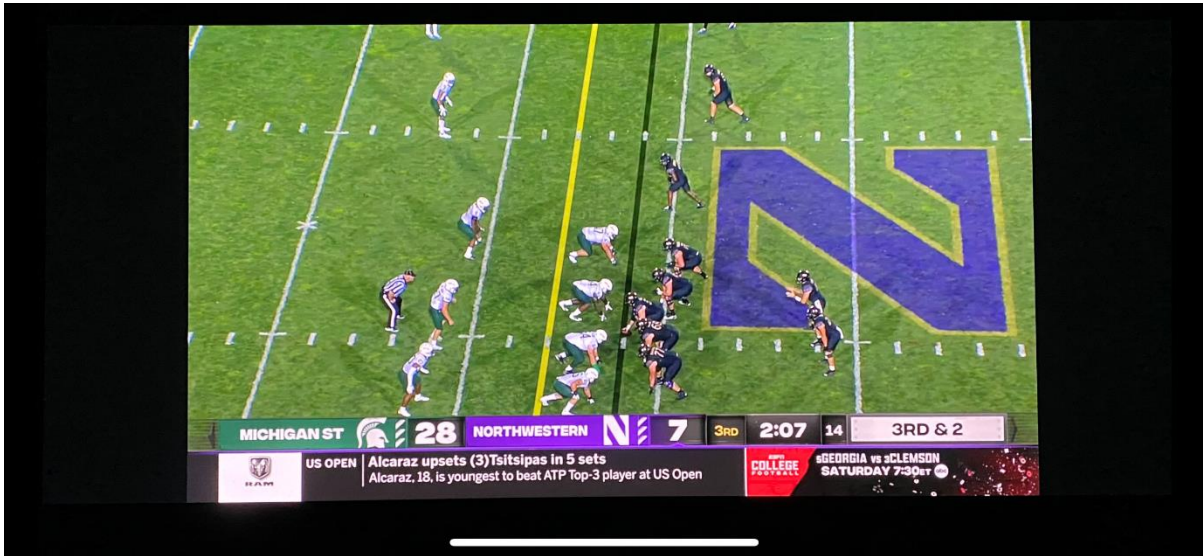 N
MICHIGAN ST 28 NORTHWESTERN N 7 3RD 2:07 14 3RD & 2
RAM
US OPEN
Alcaraz upsets (3)Tsitsipas in 5 sets
Alcaraz, 18, is youngest to beat ATP Top-3 player at US Open
ESPN
COLLEGE
FOOTBALL
5GEORGIA vs 3CLEMSON
SATURDAY 7:30ET abc